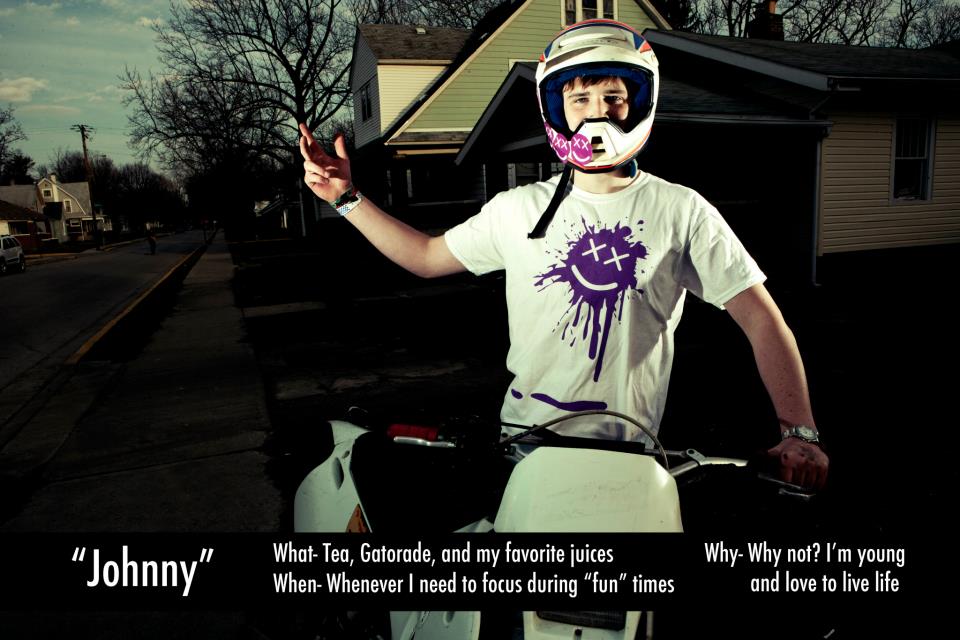 “Johnny”
What- Tea, Gatorade, and my favorite juices
When- Whenever I need to focus during “fun” times
Why- Why not? I’m young
and love to live life